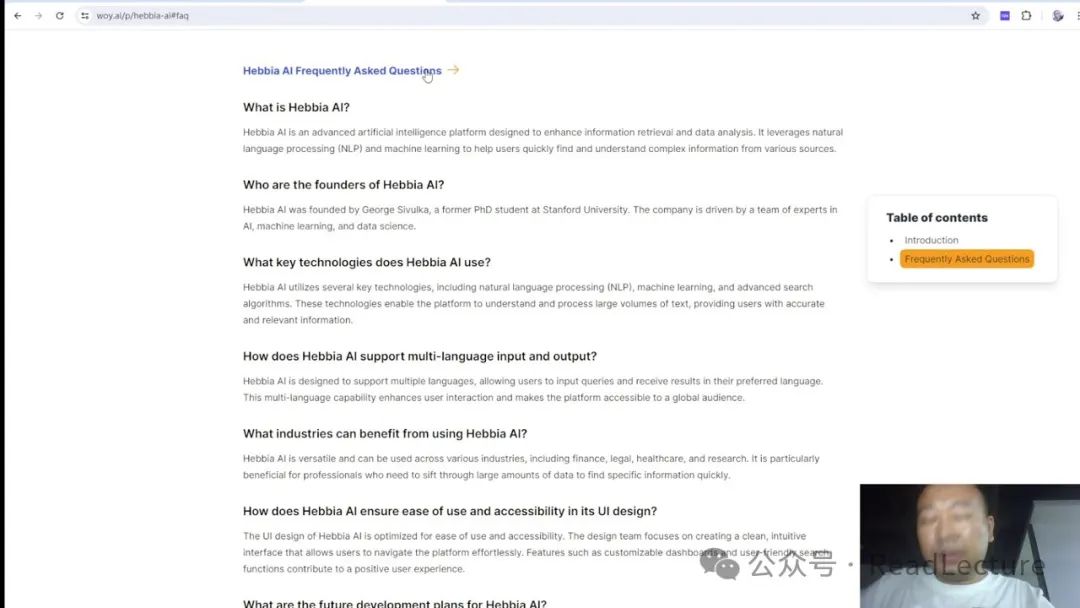 woy.ai/p/hebbia-ai#faq
Hebbia AI Frequently Asked Questions →
What is Hebbia AI?
Hebbia AI is an advanced artificial intelligence platform designed to enhance information retrieval and data analysis. It leverages natural
language processing (NLP) and machine learning to help users quickly find and understand complex information from various sources.
Who are the founders of Hebbia AI?
Hebbia AI was founded by George Sivulka, a former PhD student at Stanford University. The company is driven by a team of experts in
AI, machine learning, and data science.
What key technologies does Hebbia AI use?
Hebbia AI utilizes several key technologies, including natural language processing (NLP), machine learning, and advanced search
algorithms. These technologies enable the platform to understand and process large volumes of text, providing users with accurate
and relevant information.
How does Hebbia AI support multi-language input and output?
Hebbia AI is designed to support multiple languages, allowing users to input queries and receive results in their preferred language.
This multi-language capability enhances user interaction and makes the platform accessible to a global audience.
What industries can benefit from using Hebbia AI?
Hebbia AI is versatile and can be used across various industries, including finance, legal, healthcare, and research. It is particularly
beneficial for professionals who need to sift through large amounts of data to find specific information quickly.
How does Hebbia AI ensure ease of use and accessibility in its UI design?
The UI design of Hebbia AI is optimized for ease of use and accessibility. The design team focuses on creating a clean, intuitive
interface that allows users to navigate the platform effortlessly. Features such as customizable dashboards and user-friendly search
functions contribute to a positive user experience.
What are the future development plans for Hebbia AI?
Table of contents
• Introduction
• Frequently Asked Questions
公众号 · ReadLecture